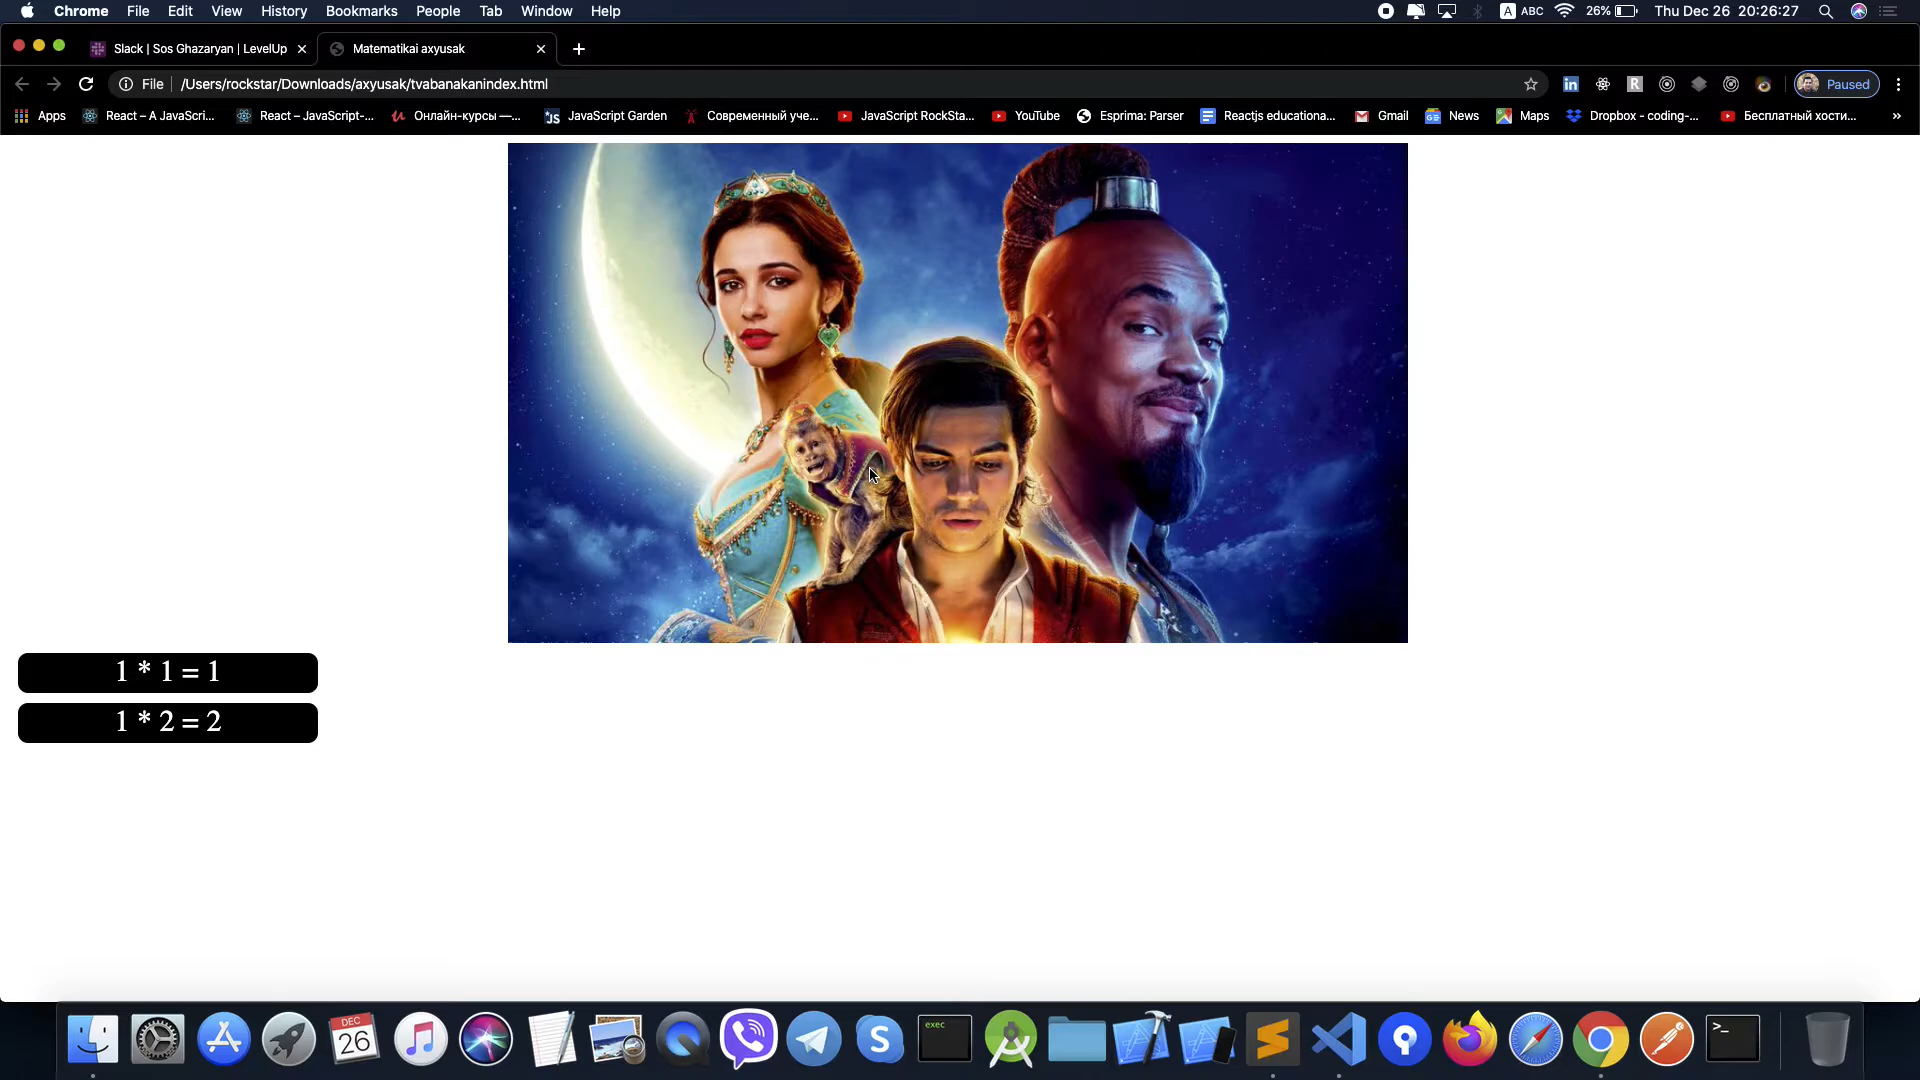 Chrome File Edit View History Bookmarks People Tab Window Help A ABC 26% Thu Dec 26 20:26:27
Slack | Sos Ghazaryan | LevelUp Matematikai axyusak
File /Users/rockstar/Downloads/axyusak/tvabanakanindex.html R Paused
Apps React – A JavaScri... React – JavaScript-... Онлайн-курсы —... JS JavaScript Garden Современный уче... JavaScript RockSta... YouTube Esprima: Parser Reactjs educationa... Gmail News Maps Dropbox - coding-... Бесплатный хости... »
1 * 1 = 1
1 * 2 = 2
DEC
26
exec